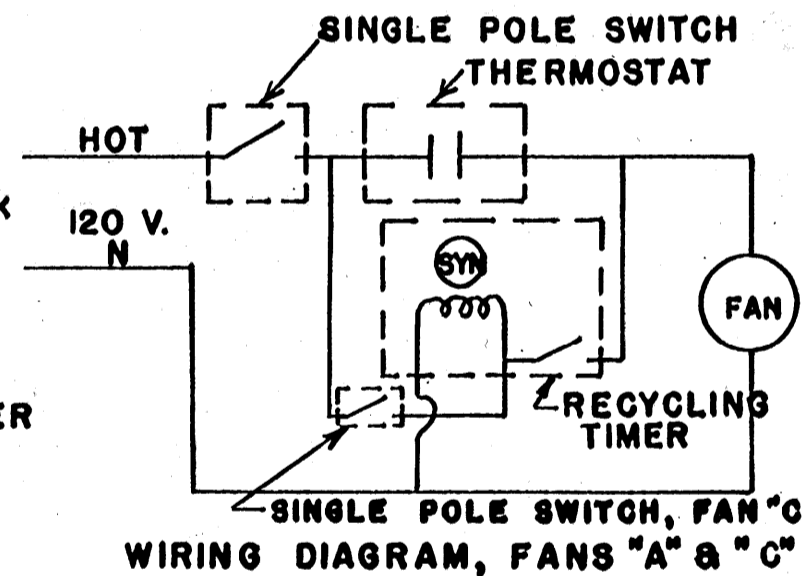 SINGLE POLE SWITCH
THERMOSTAT
HOT
120 V.
N
SYN
FAN
RECYCLING
TIMER
SINGLE POLE SWITCH, FAN "C
WIRING DIAGRAM, FANS "A" & "C"